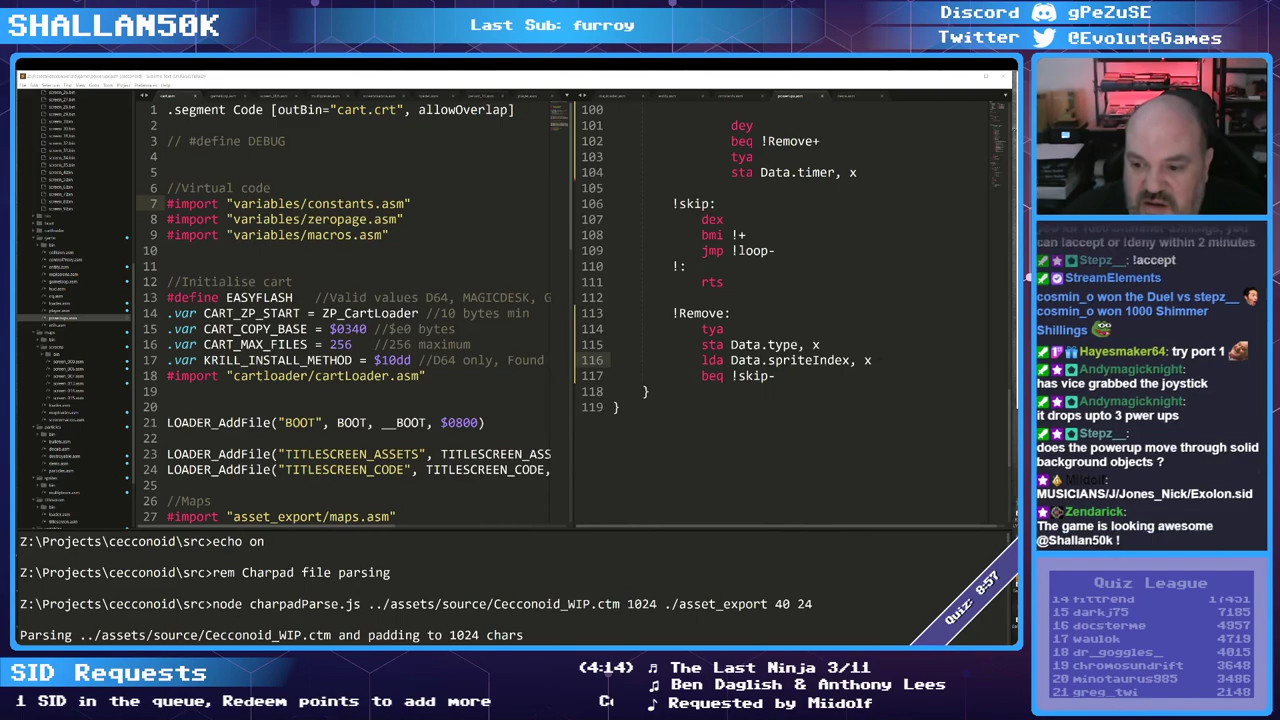 SHALLAN50K
Last Sub: furroy
Discord gPeZuSE
Twitter @EvoluteGames
1 .segment Code [outBin="cart.crt", allowOverlap]
2
3 // #define DEBUG
4
5
6 //Virtual code
7 #import "variables/constants.asm"
8 #import "variables/zeropage.asm"
9 #import "variables/macros.asm"
10
11
12 //Initialise cart
13 #define EASYFLASH //Valid values D64, MAGICDESK, G
14 .var CART_ZP_START = ZP_CartLoader //10 bytes min
15 .var CART_COPY_BASE = $0340 //$e0 bytes
16 .var CART_MAX_FILES = 256 //256 maximum
17 .var KRILL_INSTALL_METHOD = $10dd //D64 only, Found
18 #import "cartloader/cartLoader.asm"
19
20
21 LOADER_AddFile("BOOT", BOOT, __BOOT, $0800)
22
23 LOADER_AddFile("TITLESCREEN_ASSETS", TITLESCREEN_ASS
24 LOADER_AddFile("TITLESCREEN_CODE", TITLESCREEN_CODE,
25
26 //Maps
27 #import "asset_export/maps.asm"
100
101 dey
102 beq !Remove+
103 tya
104 sta Data.timer, x
105
106 !skip:
107 dex
108 bmi !+
109 jmp !loop-
110 !:
111 rts
112
113 !Remove:
114 tya
115 sta Data.type, x
116 lda Data.spriteIndex, x
117 beq !skip-
118 }
119 }
Z:\Projects\cecconoid\src>echo on
Z:\Projects\cecconoid\src>rem Charpad file parsing
Z:\Projects\cecconoid\src>node charpadParse.js ../assets/source/Cecconoid_WIP.ctm 1024 ./asset_export 40 24
Parsing ../assets/source/Cecconoid_WIP.ctm and padding to 1024 chars
Quiz: 8:57
can !accept or !deny within 2 minutes
Stepz__: !accept
StreamElements
cosmin_o won the Duel vs stepz__
cosmin_o won 1000 Shimmer
Shillings
Hayesmaker64: try port 1
Andymagicknight:
has vice grabbed the joystick
Andymagicknight:
it drops upto 3 pwer ups
Stepz__:
does the powerup move through solid
background objects ?
Miidolf:
MUSICIANS/J/Jones_Nick/Exolon.sid
Zendarick:
The game is looking awesome
@Shallan50k !
Quiz League
14 fittrend 17451
15 darkj75 7185
16 docsterme 4957
17 waulok 4719
18 dr_goggles_ 4015
19 chromosundrift 3648
20 minotaurus985 3486
21 greg_twi 2148
SID Requests
1 SID in the queue, Redeem points to add more
(4:14) ♬ The Last Ninja 3/11
♫ Ben Daglish & Anthony Lees
♪ Requested by Miidolf